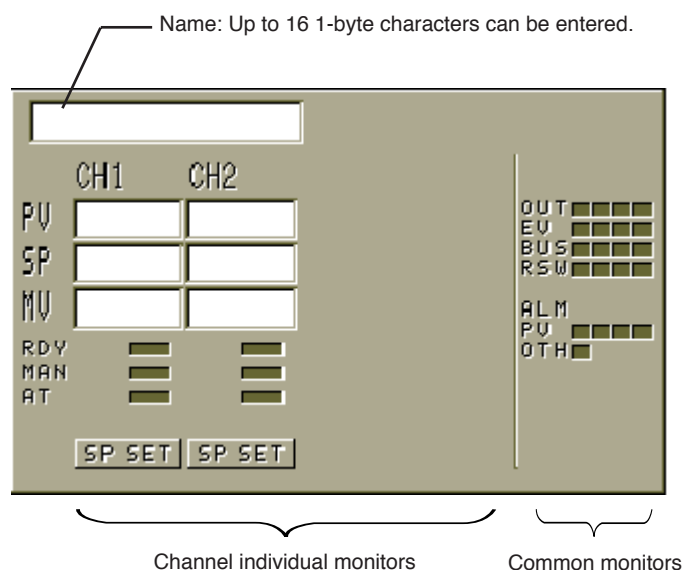 Name: Up to 16 1-byte characters can be entered.
CH1 CH2
PV
SP
MV
RDY
MAN
AT
SP SET SP SET
OUT
EV
BUS
RSW
ALM
PV
OTH
Channel individual monitors
Common monitors